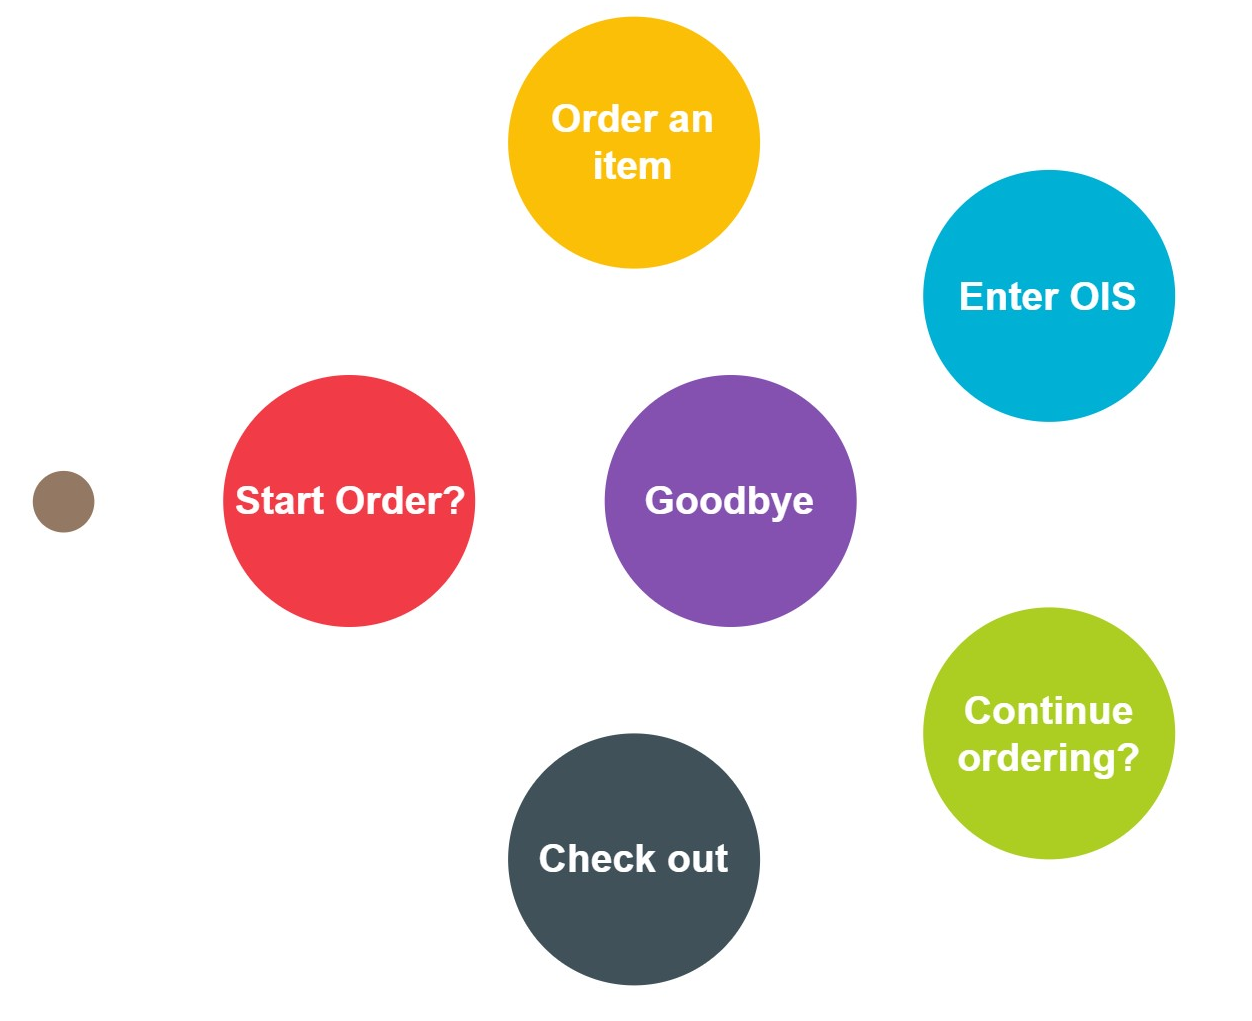 Order an
item
Enter OIS
Start Order?
Goodbye
Continue
ordering?
Check out